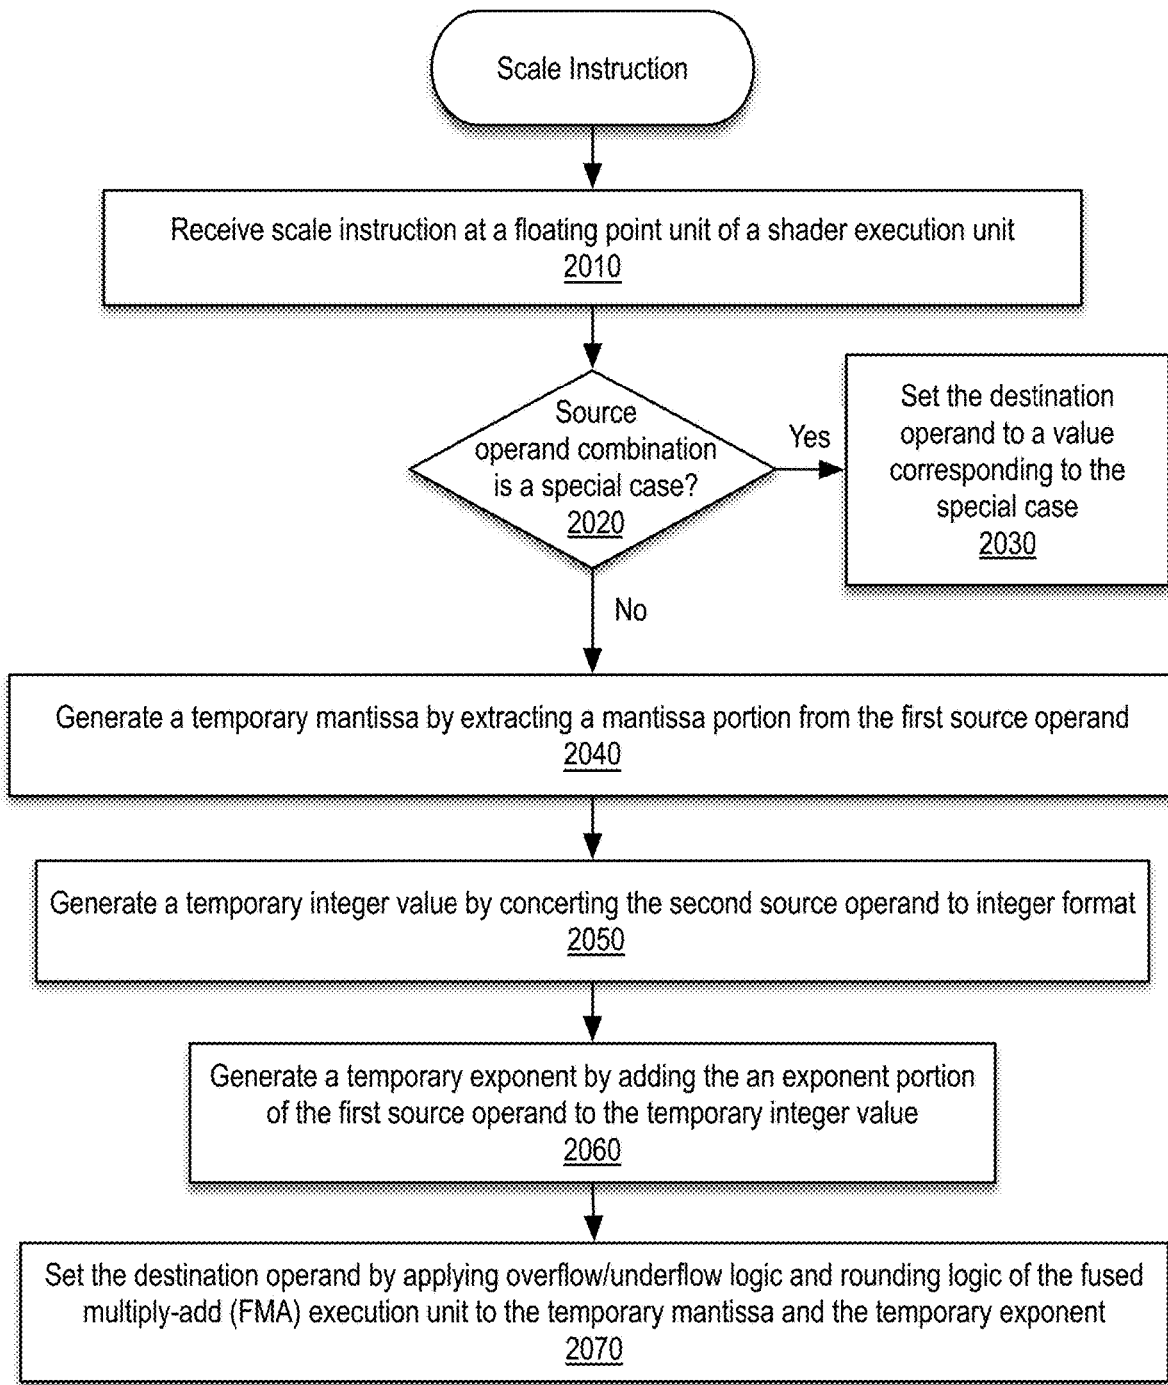 Scale Instruction
Receive scale instruction at a floating point unit of a shader execution unit
2010
Source
operand combination
is a special case?
2020
Yes
Set the destination
operand to a value
corresponding to the
special case
2030
No
Generate a temporary mantissa by extracting a mantissa portion from the first source operand
2040
Generate a temporary integer value by concerting the second source operand to integer format
2050
Generate a temporary exponent by adding the an exponent portion
of the first source operand to the temporary integer value
2060
Set the destination operand by applying overflow/underflow logic and rounding logic of the fused
multiply-add (FMA) execution unit to the temporary mantissa and the temporary exponent
2070